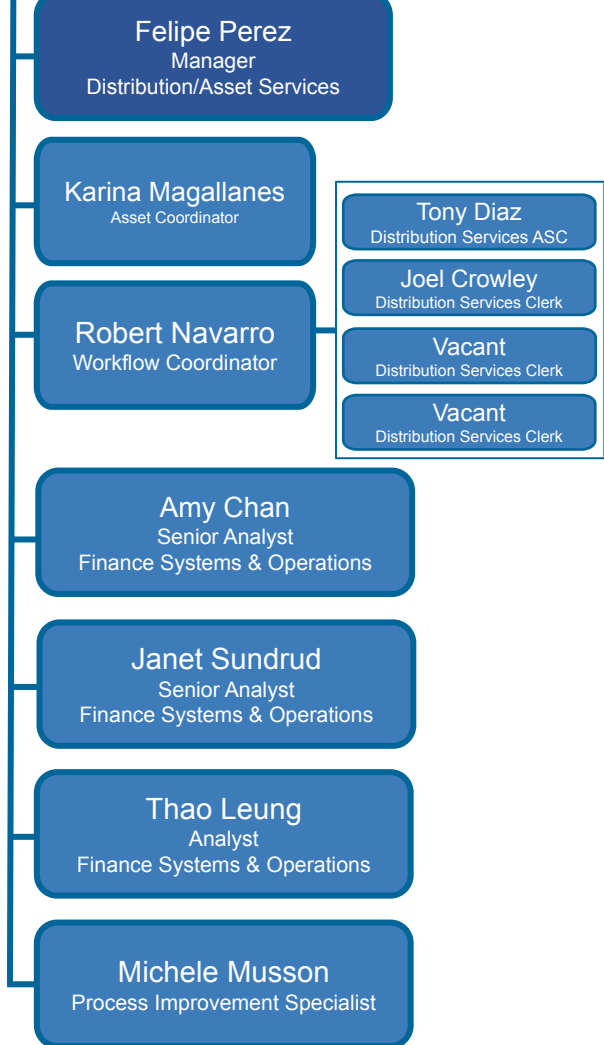 Felipe Perez
Manager
Distribution/Asset Services
Karina Magallanes
Asset Coordinator
Robert Navarro
Workflow Coordinator
Tony Diaz
Distribution Services ASC
Joel Crowley
Distribution Services Clerk
Vacant
Distribution Services Clerk
Vacant
Distribution Services Clerk
Amy Chan
Senior Analyst
Finance Systems & Operations
Janet Sundrud
Senior Analyst
Finance Systems & Operations
Thao Leung
Analyst
Finance Systems & Operations
Michele Musson
Process Improvement Specialist